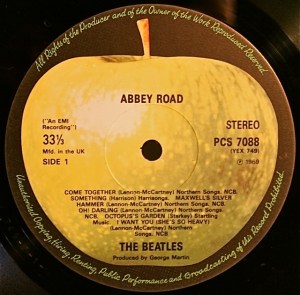 All Rights of the Producer and of the Owner of the Work Reproduced Reserved.
ABBEY ROAD
("An EMI
Recording")
STEREO
33⅓
PCS 7088
Mfd. in the UK
(YEX 749)
SIDE 1
℗ 1969
COME TOGETHER (Lennon-McCartney) Northern Songs. NCB.
SOMETHING (Harrison) Harrisongs. MAXWELL'S SILVER
HAMMER (Lennon-McCartney) Northern Songs. NCB.
OH! DARLING (Lennon-McCartney) Northern Songs.
NCB. OCTOPUS'S GARDEN (Starkey) Startling
Music. I WANT YOU (SHE'S SO HEAVY)
(Lennon-McCartney) Northern
Songs. NCB
THE BEATLES
Produced by George Martin
Unauthorised Copying, Hiring, Renting, Public Performance and Broadcasting of this Record Prohibited.